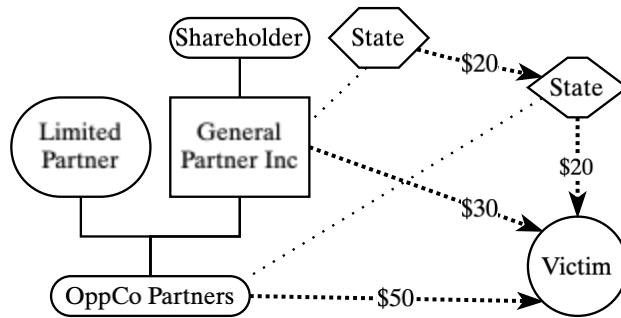 Shareholder
State
$20
State
Limited
Partner
General
Partner Inc
$20
$30
Victim
OppCo Partners
$50